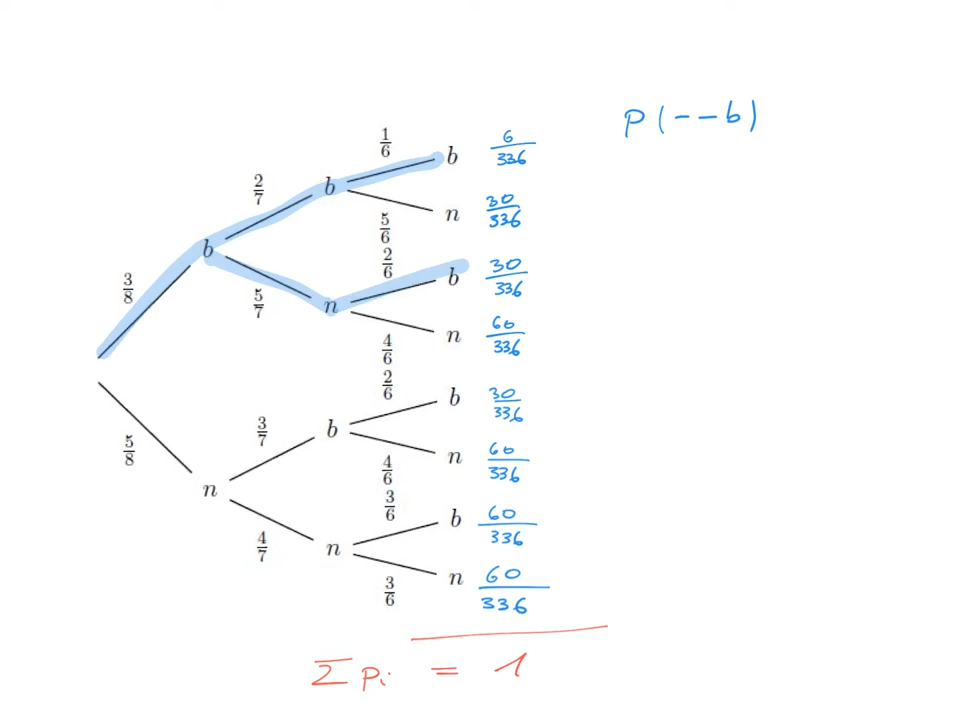 p(--b)
1/6 b 6/336
2/7 b
n 30/336
5/6
b 2/6
b 30/336
3/8 5/7 n
60/336
n
4/6
2/6
b 30/336
3/7 b
5/8 n 60/336
4/6
n 3/6
b 60/336
4/7 n
n 60/336
3/6
Σpi = 1